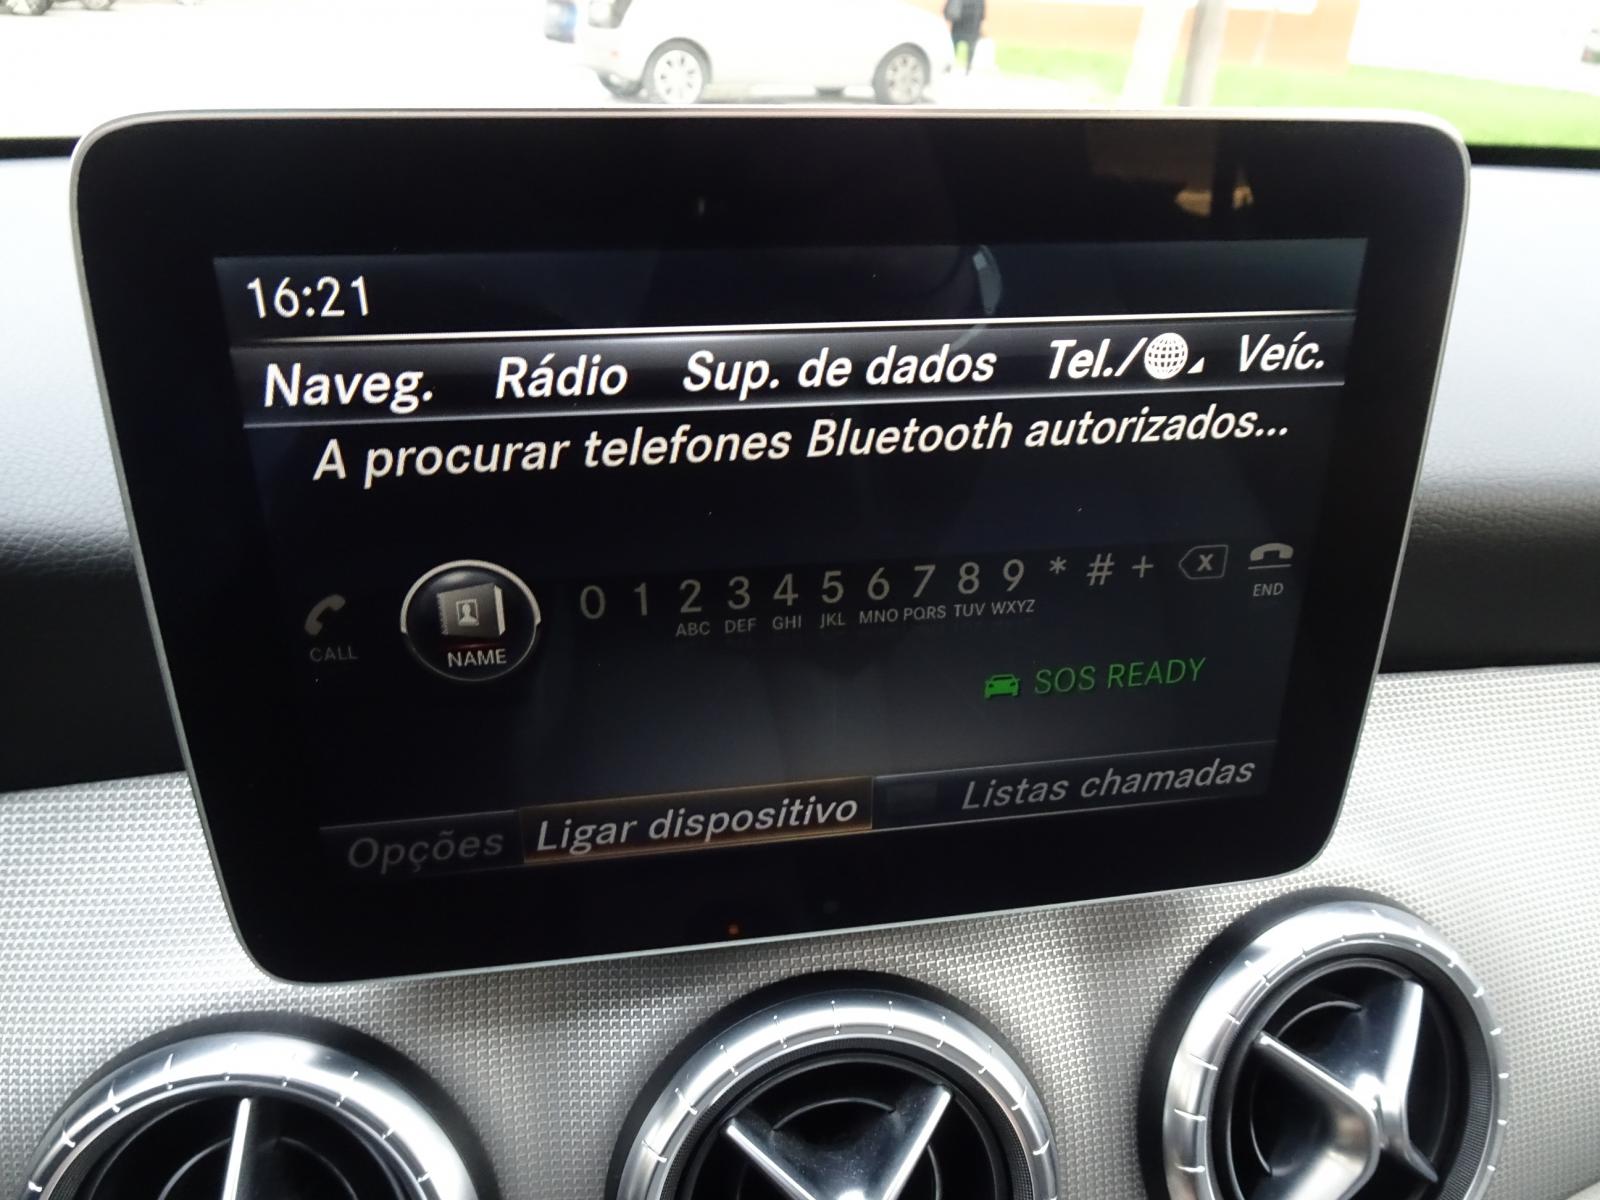 16:21
Naveg. Rádio Sup. de dados Tel./ Veíc.
A procurar telefones Bluetooth autorizados...
CALL NAME 0 1 2 3 4 5 6 7 8 9 * # + X END
ABC DEF GHI JKL MNO PQRS TUV WXYZ
SOS READY
Opções Ligar dispositivo Listas chamadas